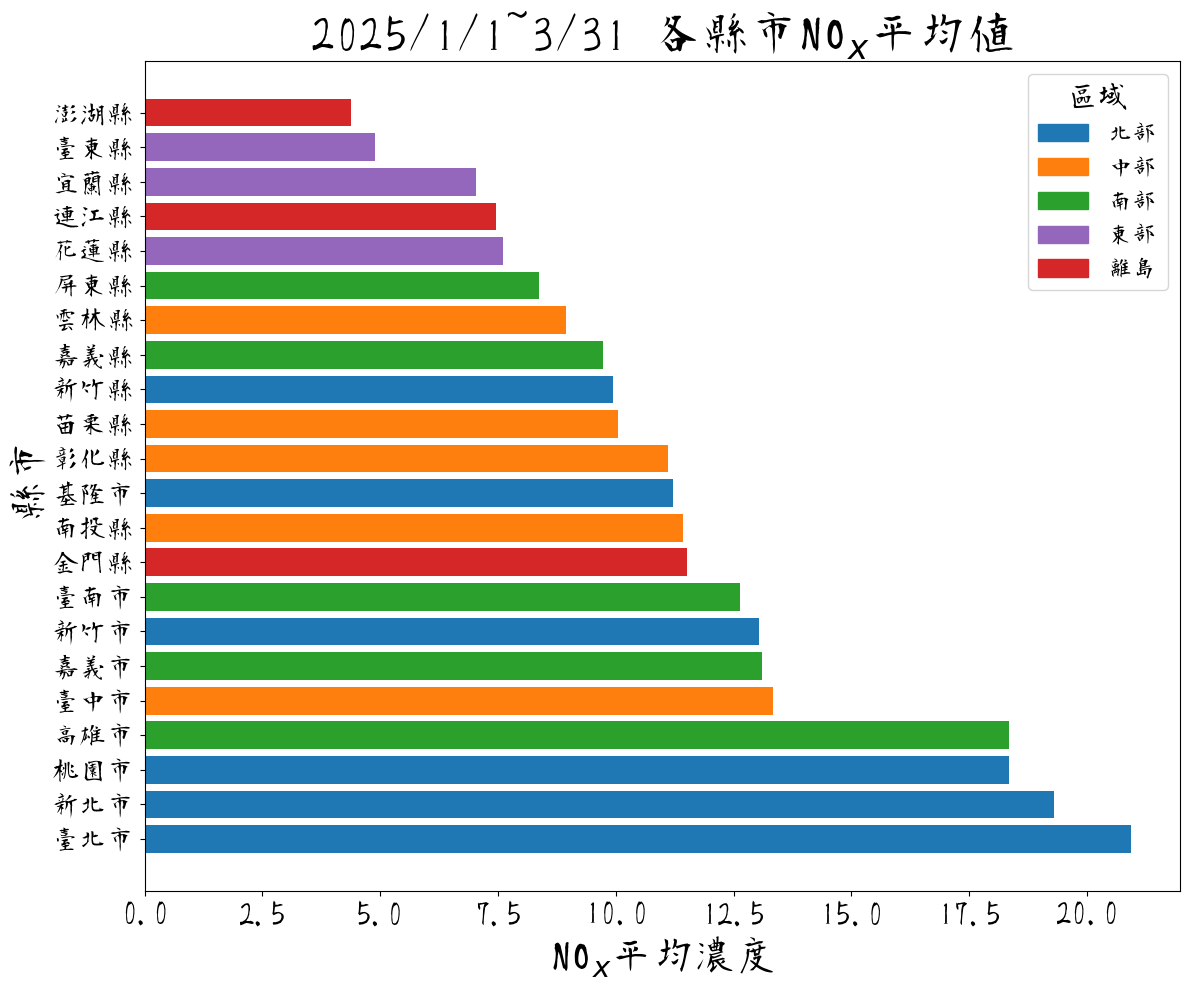 2025/1/1~3/31 各縣市NOx平均值
區域
北部
中部
南部
東部
離島
縣市
澎湖縣
臺東縣
宜蘭縣
連江縣
花蓮縣
屏東縣
雲林縣
嘉義縣
新竹縣
苗栗縣
彰化縣
基隆市
南投縣
金門縣
臺南市
新竹市
嘉義市
臺中市
高雄市
桃園市
新北市
臺北市
0.0 2.5 5.0 7.5 10.0 12.5 15.0 17.5 20.0
NOx平均濃度